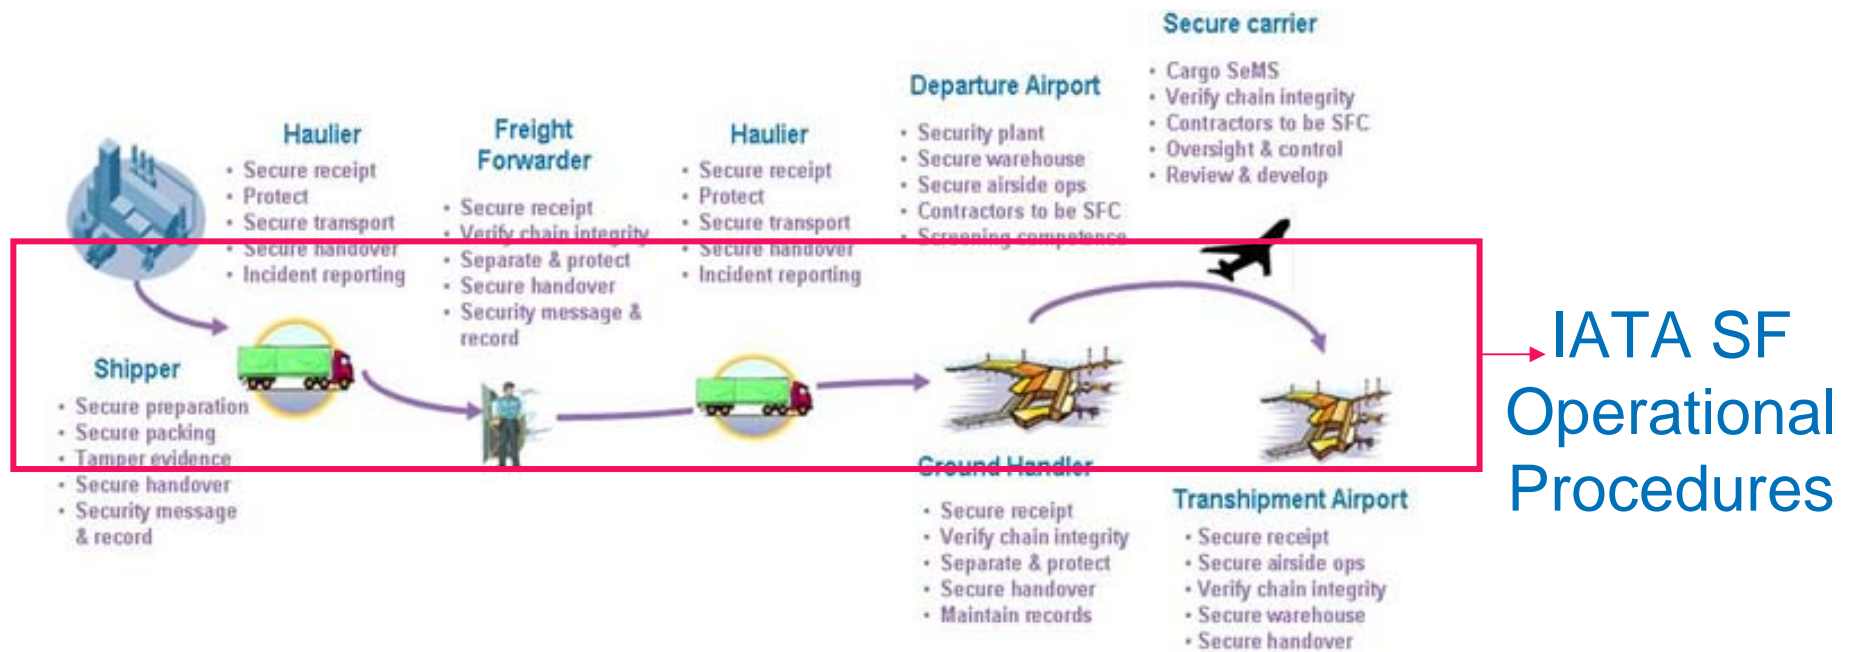 Secure carrier
• Cargo SeMS
• Verify chain integrity
• Contractors to be SFC
• Oversight & control
• Review & develop
Departure Airport
• Security plant
• Secure warehouse
• Secure airside ops
• Contractors to be SFC
• Screening competence
Haulier
• Secure receipt
• Protect
• Secure transport
• Secure handover
• Incident reporting
Freight
Forwarder
• Secure receipt
• Verify chain integrity
• Separate & protect
• Secure handover
• Security message &
record
Haulier
• Secure receipt
• Protect
• Secure transport
• Secure handover
• Incident reporting
Shipper
• Secure preparation
• Secure packing
• Tamper evidence
• Secure handover
• Security message
& record
Ground Handler
• Secure receipt
• Verify chain integrity
• Separate & protect
• Secure handover
• Maintain records
Transhipment Airport
• Secure receipt
• Secure airside ops
• Verify chain integrity
• Secure warehouse
• Secure handover
IATA SF
Operational
Procedures